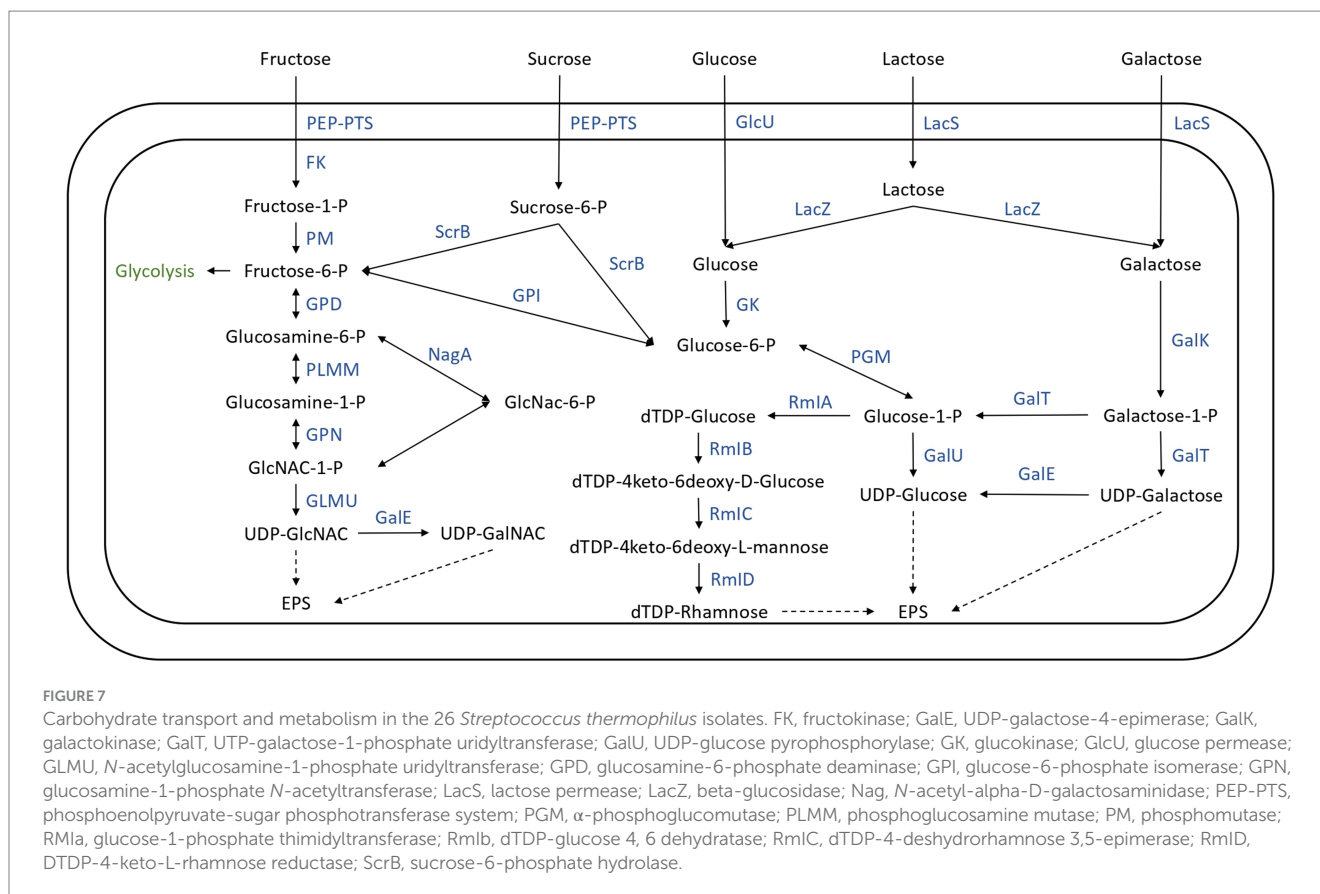 Fructose Sucrose Glucose Lactose Galactose
PEP-PTS PEP-PTS GlcU LacS LacS
FK
Lactose
Fructose-1-P Sucrose-6-P LacZ LacZ
PM ScrB
Glycolysis Fructose-6-P ScrB Glucose Galactose
GPD GPI GK
Glucosamine-6-P Glucose-6-P GalK
PLMM NagA PGM
Glucosamine-1-P GlcNac-6-P dTDP-Glucose RmlA Glucose-1-P GalT Galactose-1-P
GPN RmlB GalU GalT
GlcNAC-1-P dTDP-4keto-6deoxy-D-Glucose GalE
GLMU RmlC UDP-Glucose UDP-Galactose
UDP-GlcNAC GalE UDP-GalNAC dTDP-4keto-6deoxy-L-mannose
RmlD
EPS dTDP-Rhamnose EPS
FIGURE 7
Carbohydrate transport and metabolism in the 26 Streptococcus thermophilus isolates. FK, fructokinase; GalE, UDP-galactose-4-epimerase; GalK,
galactokinase; GalT, UTP-galactose-1-phosphate uridyltransferase; GalU, UDP-glucose pyrophosphorylase; GK, glucokinase; GlcU, glucose permease;
GLMU, N-acetylglucosamine-1-phosphate uridyltransferase; GPD, glucosamine-6-phosphate deaminase; GPI, glucose-6-phosphate isomerase; GPN,
glucosamine-1-phosphate N-acetyltransferase; LacS, lactose permease; LacZ, beta-glucosidase; Nag, N-acetyl-alpha-D-galactosaminidase; PEP-PTS,
phosphoenolpyruvate-sugar phosphotransferase system; PGM, α-phosphoglucomutase; PLMM, phosphoglucosamine mutase; PM, phosphomutase;
RMIa, glucose-1-phosphate thimidyltransferase; RmIb, dTDP-glucose 4, 6 dehydratase; RmIC, dTDP-4-deshydrorhamnose 3,5-epimerase; RmID,
DTDP-4-keto-L-rhamnose reductase; ScrB, sucrose-6-phosphate hydrolase.